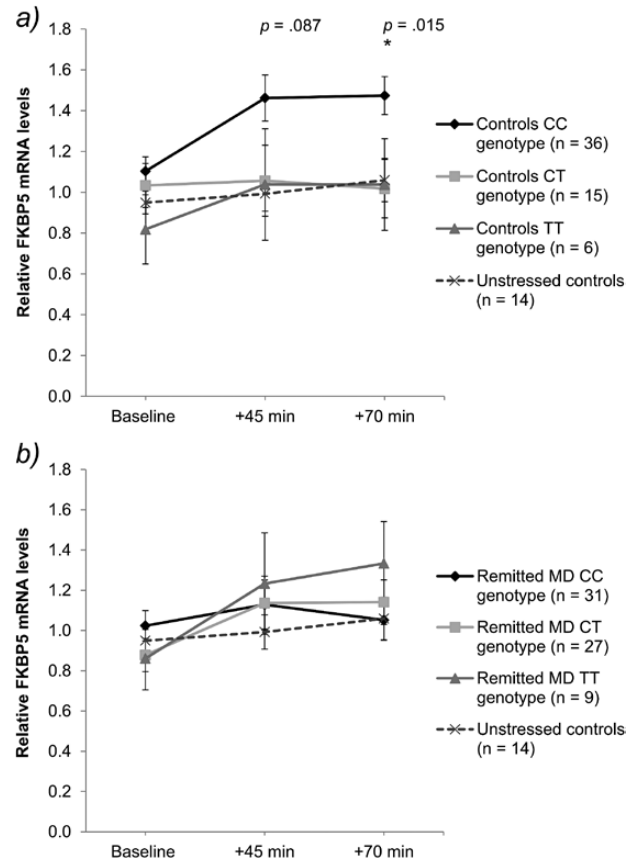 a)
p = .087 p = .015
*
Relative FKBP5 mRNA levels
1.8
1.6
1.4
1.2
1.0
0.8
0.6
0.4
0.2
0.0
Baseline +45 min +70 min
Controls CC
genotype (n = 36)
Controls CT
genotype (n = 15)
Controls TT
genotype (n = 6)
Unstressed controls
(n = 14)
b)
Relative FKBP5 mRNA levels
1.8
1.6
1.4
1.2
1.0
0.8
0.6
0.4
0.2
0.0
Baseline +45 min +70 min
Remitted MD CC
genotype (n = 31)
Remitted MD CT
genotype (n = 27)
Remitted MD TT
genotype (n = 9)
Unstressed controls
(n = 14)